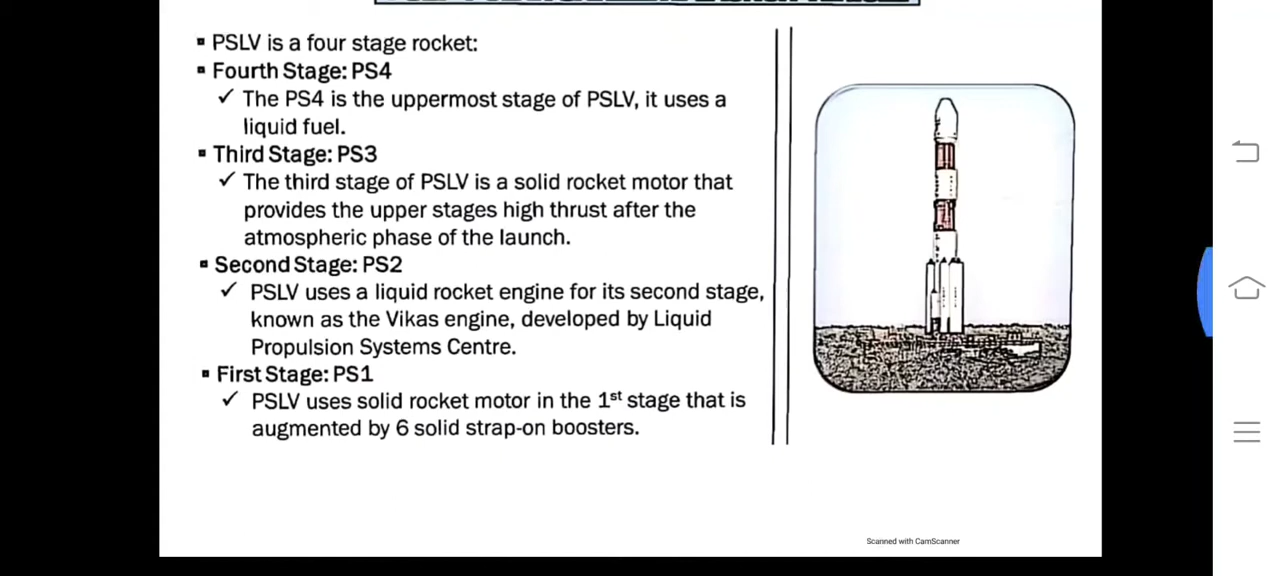 ▪ PSLV is a four stage rocket:
▪ Fourth Stage: PS4
✓ The PS4 is the uppermost stage of PSLV, it uses a
liquid fuel.
▪ Third Stage: PS3
✓ The third stage of PSLV is a solid rocket motor that
provides the upper stages high thrust after the
atmospheric phase of the launch.
▪ Second Stage: PS2
✓ PSLV uses a liquid rocket engine for its second stage,
known as the Vikas engine, developed by Liquid
Propulsion Systems Centre.
▪ First Stage: PS1
✓ PSLV uses solid rocket motor in the 1st stage that is
augmented by 6 solid strap-on boosters.
Scanned with CamScanner